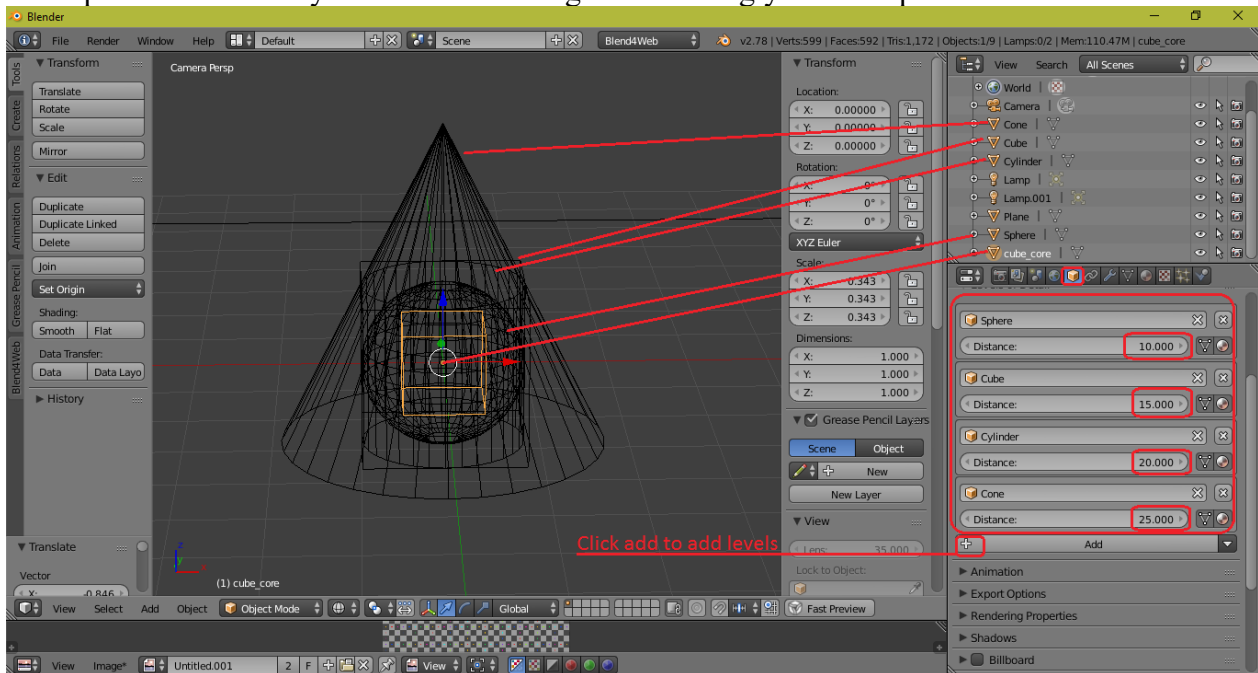 Blender
File Render Window Help Default Scene Blend4Web v2.78 | Verts:599 | Faces:592 | Tris:1,172 | Objects:1/9 | Lamps:0/2 | Mem:110.47M | cube_core
Tools
Create
Relations
Animation
Grease Pencil
Blend4Web
Transform
Translate
Rotate
Scale
Mirror
Edit
Duplicate
Duplicate Linked
Delete
Join
Set Origin
Shading:
Smooth Flat
Data Transfer:
Data Data Layo
History
Translate
Vector
X: -0.846
Camera Persp
Click add to add levels
(1) cube_core
Transform
Location:
X: 0.00000
Y: 0.00000
Z: 0.00000
Rotation:
X: 0°
Y: 0°
Z: 0°
XYZ Euler
Scale:
X: 0.343
Y: 0.343
Z: 0.343
Dimensions:
X: 1.000
Y: 1.000
Z: 1.000
Grease Pencil Layers
Scene Object
New
New Layer
View
Lens: 35.000
Lock to Object:
View Search All Scenes
World
Camera
Cone
Cube
Cylinder
Lamp
Lamp.001
Plane
Sphere
cube_core
Sphere
Distance: 10.000
Cube
Distance: 15.000
Cylinder
Distance: 20.000
Cone
Distance: 25.000
Add
Animation
Export Options
Rendering Properties
Shadows
Billboard
View Select Add Object Object Mode Global Fast Preview
View Image* Untitled.001 2 F View